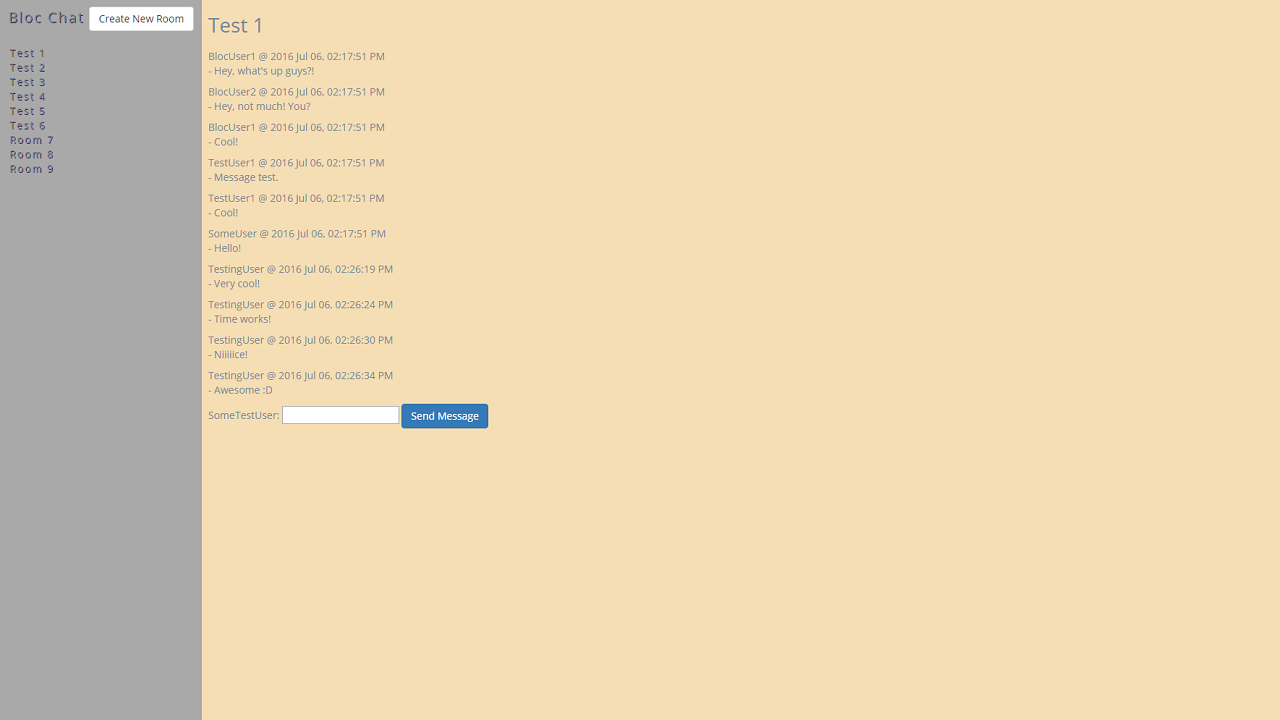 Bloc Chat
Create New Room
Test 1
Test 2
Test 3
Test 4
Test 5
Test 6
Room 7
Room 8
Room 9
Test 1
BlocUser1 @ 2016 Jul 06, 02:17:51 PM
- Hey, what's up guys?!
BlocUser2 @ 2016 Jul 06, 02:17:51 PM
- Hey, not much! You?
BlocUser1 @ 2016 Jul 06, 02:17:51 PM
- Cool!
TestUser1 @ 2016 Jul 06, 02:17:51 PM
- Message test.
TestUser1 @ 2016 Jul 06, 02:17:51 PM
- Cool!
SomeUser @ 2016 Jul 06, 02:17:51 PM
- Hello!
TestingUser @ 2016 Jul 06, 02:26:19 PM
- Very cool!
TestingUser @ 2016 Jul 06, 02:26:24 PM
- Time works!
TestingUser @ 2016 Jul 06, 02:26:30 PM
- Niiiiice!
TestingUser @ 2016 Jul 06, 02:26:34 PM
- Awesome :D
SomeTestUser: Send Message